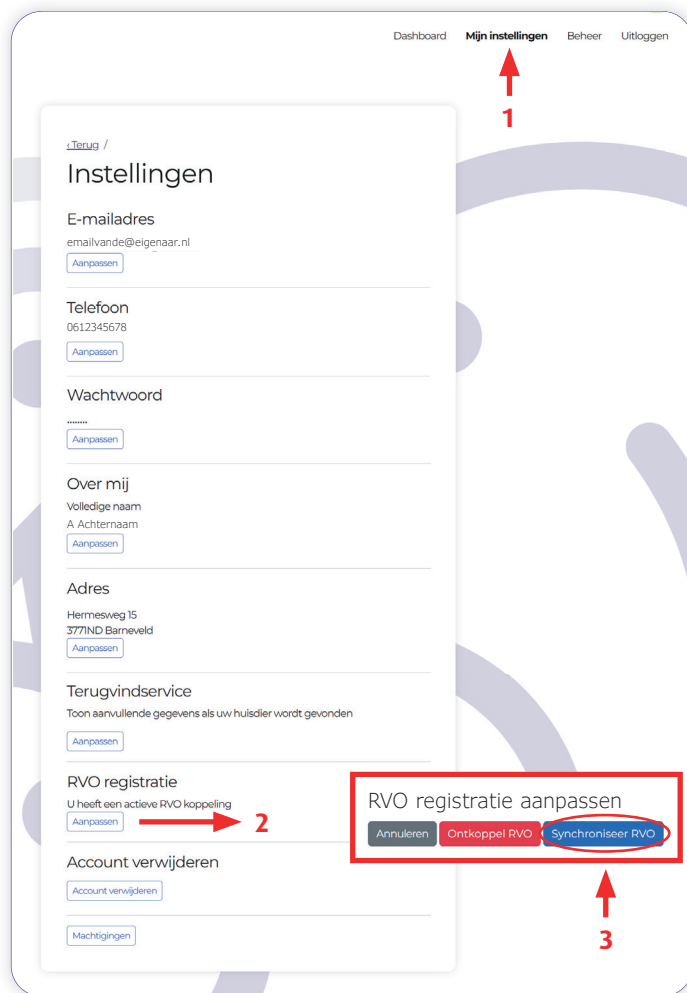 Dashboard Mijn instellingen Beheer Uitloggen
1
‹Terug /
Instellingen
E-mailadres
emailvande@eigenaar.nl
Aanpassen
Telefoon
0612345678
Aanpassen
Wachtwoord
........
Aanpassen
Over mij
Volledige naam
A Achternaam
Aanpassen
Adres
Hermesweg 15
3771ND Barneveld
Aanpassen
Terugvindservice
Toon aanvullende gegevens als uw huisdier wordt gevonden
Aanpassen
RVO registratie
U heeft een actieve RVO koppeling
Aanpassen
2
RVO registratie aanpassen
Annuleren Ontkoppel RVO Synchroniseer RVO
3
Account verwijderen
Account verwijderen
Machtigingen